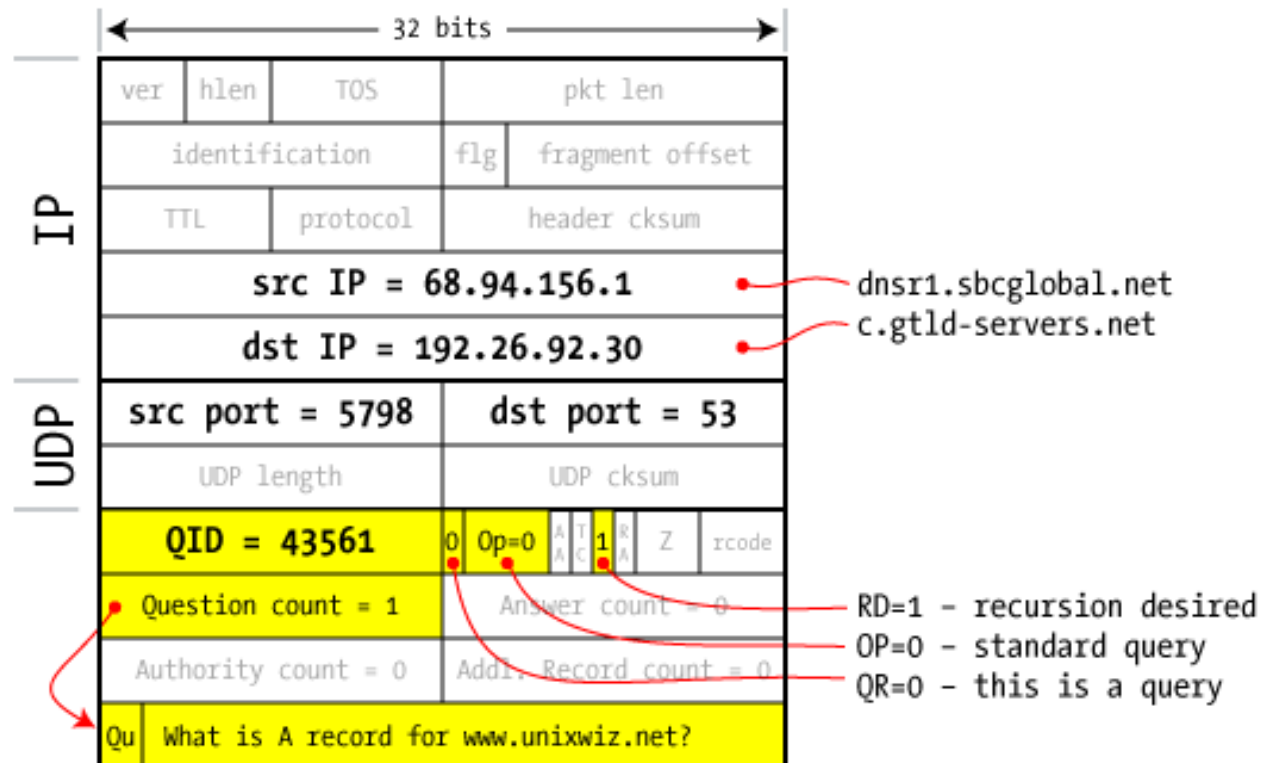 32 bits
IP
ver hlen TOS pkt len
identification flg fragment offset
TTL protocol header cksum
src IP = 68.94.156.1 dnsr1.sbcglobal.net
dst IP = 192.26.92.30 c.gtld-servers.net
UDP
src port = 5798 dst port = 53
UDP length UDP cksum
QID = 43561 0 Op=0 AA TC 1 RA Z rcode
Question count = 1 Answer count = 0 RD=1 – recursion desired
OP=0 – standard query
Authority count = 0 Addl. Record count = 0 QR=0 – this is a query
Qu What is A record for www.unixwiz.net?